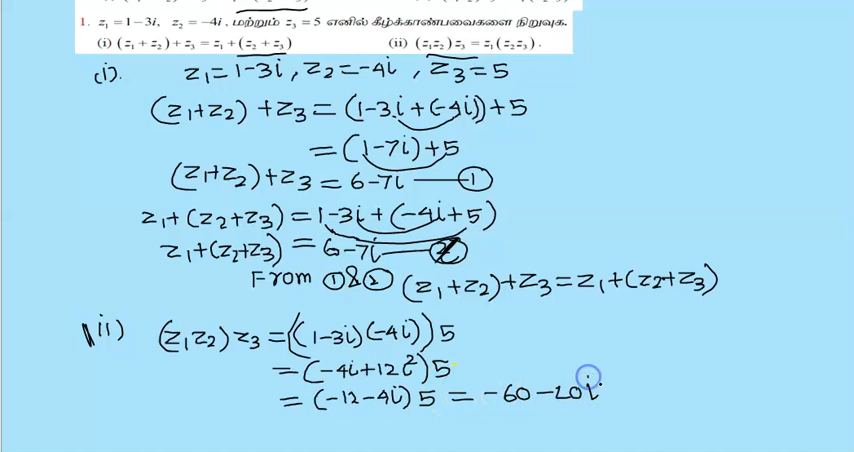 1. z₁ = 1 − 3i, z₂ = −4i, மற்றும் z₃ = 5 எனில் கீழ்க்காண்பவைகளை நிறுவுக.
(i) (z₁ + z₂) + z₃ = z₁ + (z₂ + z₃) (ii) (z₁z₂) z₃ = z₁ (z₂z₃) .
(i). z₁ = 1-3i , z₂ = -4i , z₃ = 5
(z₁+z₂) + z₃ = (1-3i + (-4i)) + 5
= (1-7i) + 5
(z₁+z₂) + z₃ = 6-7i — ①
z₁ + (z₂+z₃) = 1-3i + (-4i+5)
z₁ + (z₂+z₃) = 6-7i — ②
From ① & ② (z₁+z₂)+z₃ = z₁+(z₂+z₃)
ii) (z₁z₂) z₃ = ((1-3i)(-4i)) 5
= (-4i+12i²) 5
= (-12-4i) 5 = -60-20i